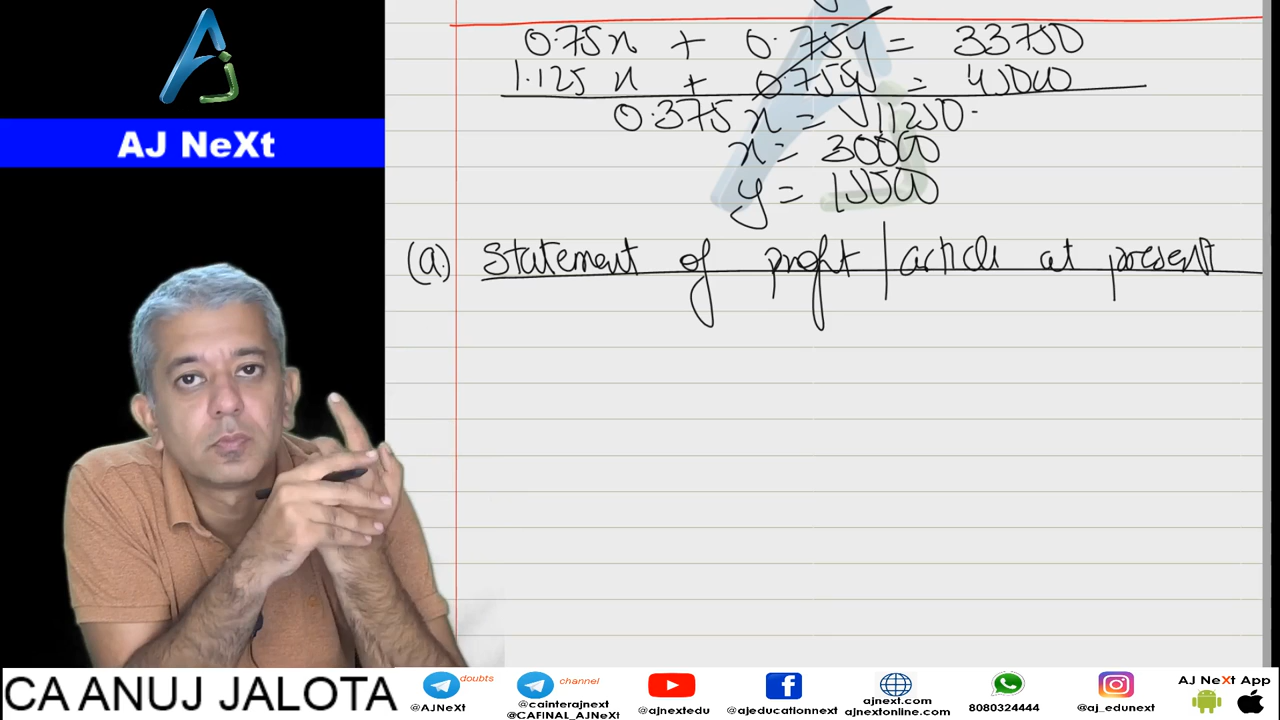 Aj
AJ NeXt
0.75x + 0.75y = 33750
1.125x + 0.75y = 45000
0.375x = 11250
x = 30000
y = 15000
(a.) Statement of profit | article at present
CA ANUJ JALOTA
doubts
@AJNeXt
channel
@cainterajnext
@CAFINAL_AJNeXt
@ajnextedu
@ajeducationnext
ajnext.com
ajnextonline.com
8080324444
@aj_edunext
AJ NeXt App